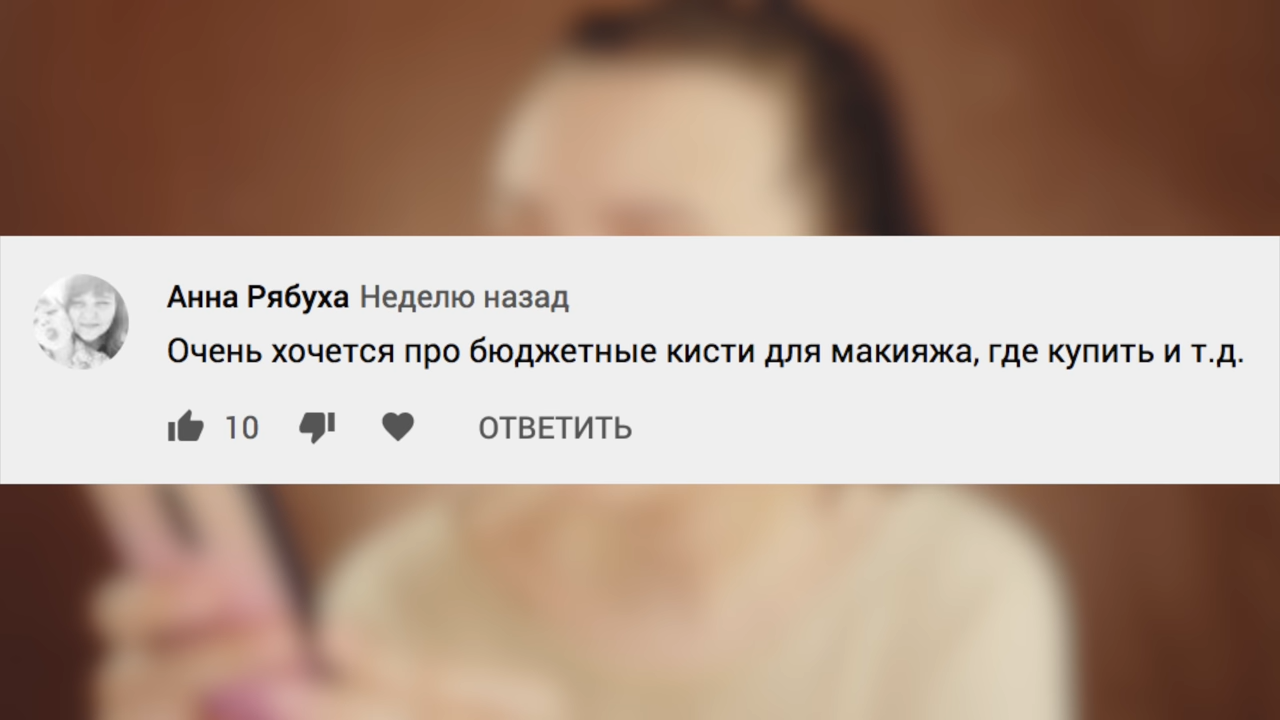 Анна Рябуха Неделю назад
Очень хочется про бюджетные кисти для макияжа, где купить и т.д.
10 ОТВЕТИТЬ